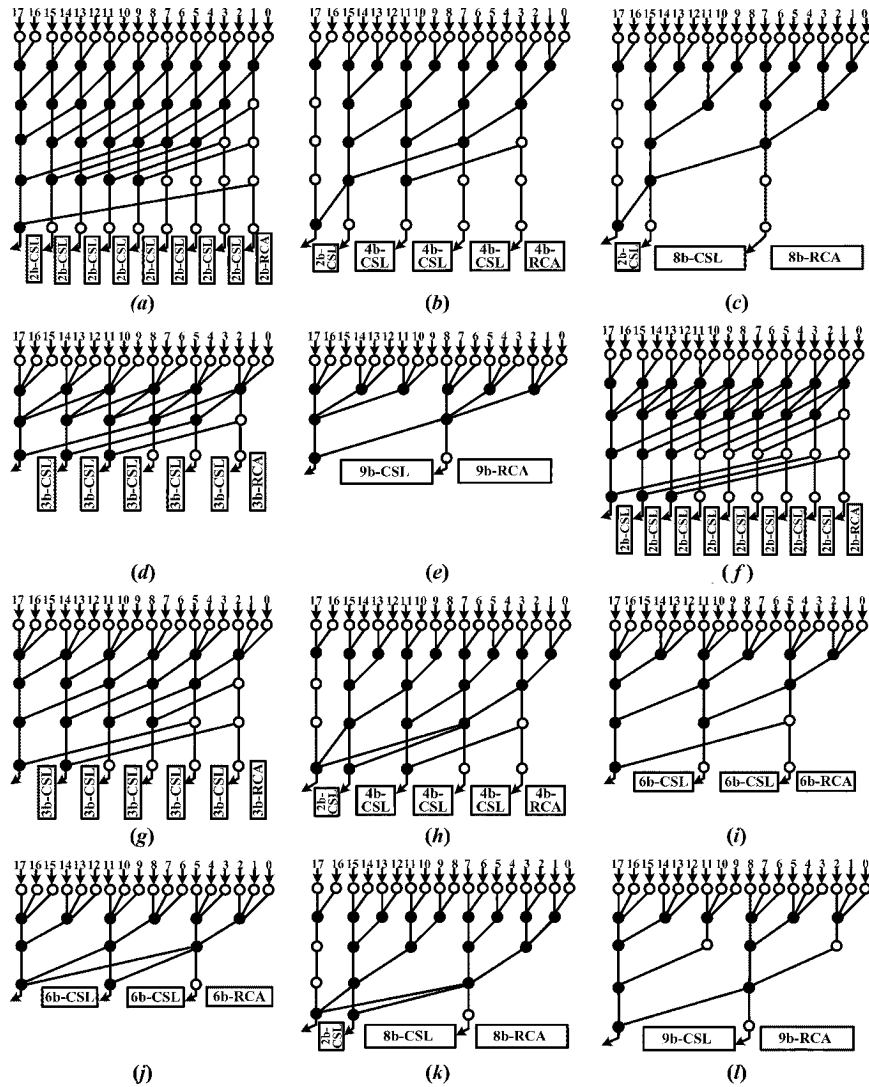 17 16 15 14 13 12 11 10 9 8 7 6 5 4 3 2 1 0
17 16 15 14 13 12 11 10 9 8 7 6 5 4 3 2 1 0
17 16 15 14 13 12 11 10 9 8 7 6 5 4 3 2 1 0
2b-CSL 2b-CSL 2b-CSL 2b-CSL 2b-CSL 2b-CSL 2b-CSL 2b-CSL 2b-RCA
2b-CSL 4b-CSL 4b-CSL 4b-CSL 4b-RCA
2b-CSL 8b-CSL 8b-RCA
(a) (b) (c)
17 16 15 14 13 12 11 10 9 8 7 6 5 4 3 2 1 0
17 16 15 14 13 12 11 10 9 8 7 6 5 4 3 2 1 0
17 16 15 14 13 12 11 10 9 8 7 6 5 4 3 2 1 0
3b-CSL 3b-CSL 3b-CSL 3b-CSL 3b-CSL 3b-RCA
9b-CSL 9b-RCA
2b-CSL 2b-CSL 2b-CSL 2b-CSL 2b-CSL 2b-CSL 2b-CSL 2b-CSL 2b-RCA
(d) (e) (f)
17 16 15 14 13 12 11 10 9 8 7 6 5 4 3 2 1 0
17 16 15 14 13 12 11 10 9 8 7 6 5 4 3 2 1 0
17 16 15 14 13 12 11 10 9 8 7 6 5 4 3 2 1 0
3b-CSL 3b-CSL 3b-CSL 3b-CSL 3b-CSL 3b-RCA
2b-CSL 4b-CSL 4b-CSL 4b-CSL 4b-RCA
6b-CSL 6b-CSL 6b-RCA
(g) (h) (i)
17 16 15 14 13 12 11 10 9 8 7 6 5 4 3 2 1 0
17 16 15 14 13 12 11 10 9 8 7 6 5 4 3 2 1 0
17 16 15 14 13 12 11 10 9 8 7 6 5 4 3 2 1 0
6b-CSL 6b-CSL 6b-RCA
2b-CSL 8b-CSL 8b-RCA
9b-CSL 9b-RCA
(j) (k) (l)